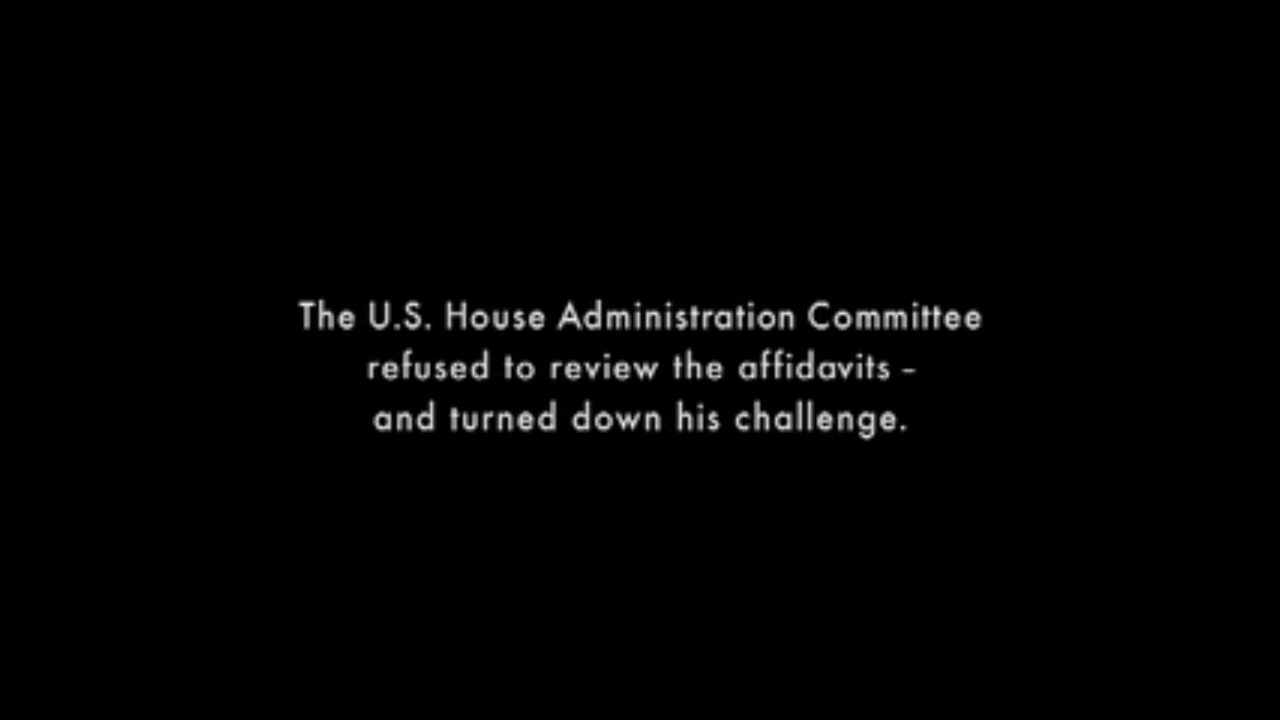 The U.S. House Administration Committee
refused to review the affidavits –
and turned down his challenge.